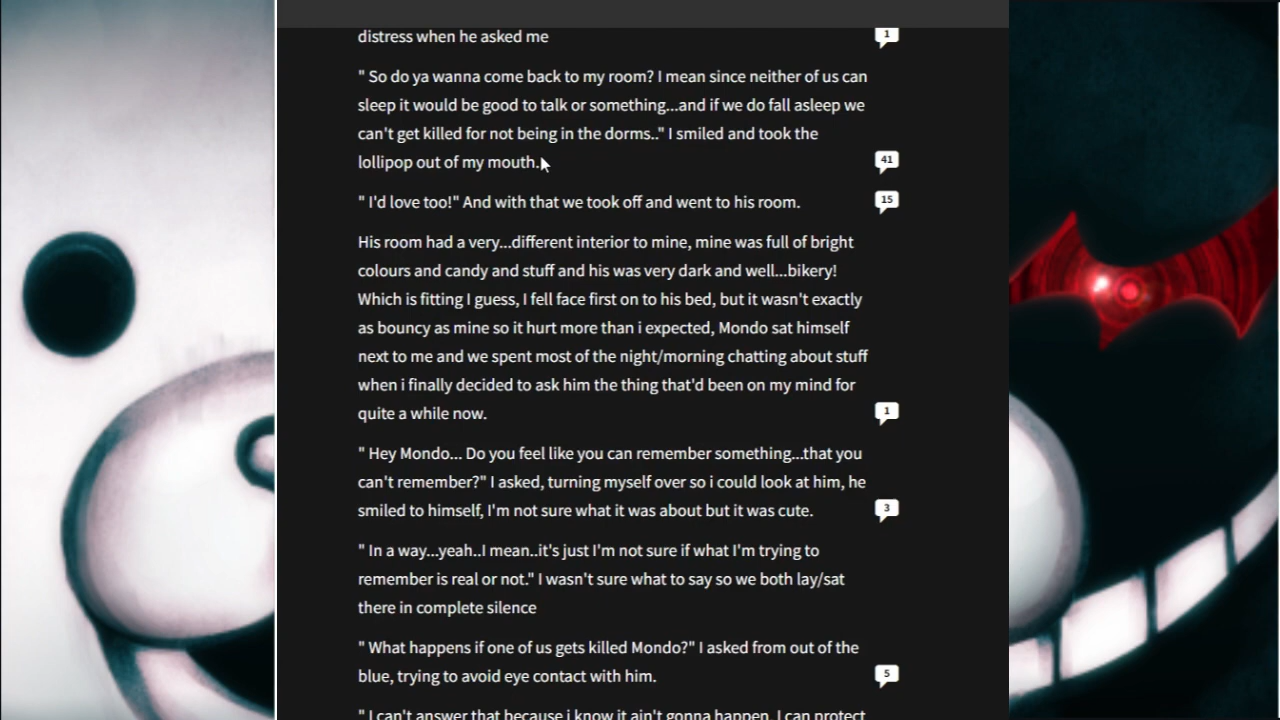 distress when he asked me
1
" So do ya wanna come back to my room? I mean since neither of us can
sleep it would be good to talk or something...and if we do fall asleep we
can't get killed for not being in the dorms.." I smiled and took the
lollipop out of my mouth.
41
" I'd love too!" And with that we took off and went to his room.
15
His room had a very...different interior to mine, mine was full of bright
colours and candy and stuff and his was very dark and well...bikery!
Which is fitting I guess, I fell face first on to his bed, but it wasn't exactly
as bouncy as mine so it hurt more than i expected, Mondo sat himself
next to me and we spent most of the night/morning chatting about stuff
when i finally decided to ask him the thing that'd been on my mind for
quite a while now.
1
" Hey Mondo... Do you feel like you can remember something...that you
can't remember?" I asked, turning myself over so i could look at him, he
smiled to himself, I'm not sure what it was about but it was cute.
3
" In a way...yeah..I mean..it's just I'm not sure if what I'm trying to
remember is real or not." I wasn't sure what to say so we both lay/sat
there in complete silence
" What happens if one of us gets killed Mondo?" I asked from out of the
blue, trying to avoid eye contact with him.
5
" I can't answer that because i know it ain't gonna happen, I can protect